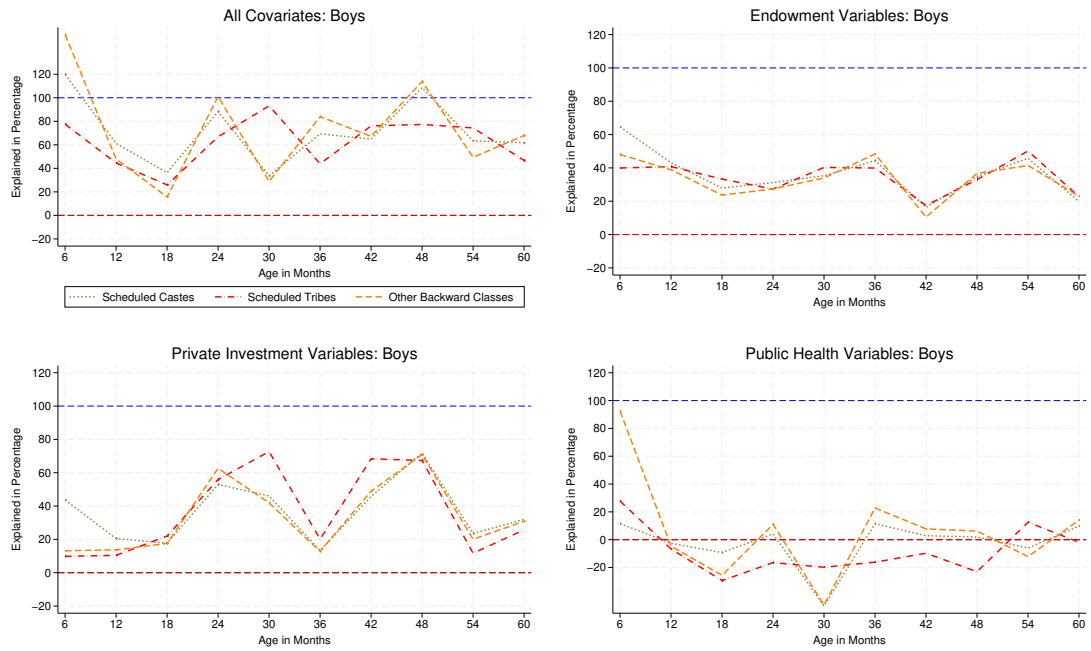 All Covariates: Boys
Explained in Percentage
120
100
80
60
40
20
0
−20
6 12 18 24 30 36 42 48 54 60
Age in Months
Scheduled Castes Scheduled Tribes Other Backward Classes
Endowment Variables: Boys
Explained in Percentage
120
100
80
60
40
20
0
−20
6 12 18 24 30 36 42 48 54 60
Age in Months
Private Investment Variables: Boys
Explained in Percentage
120
100
80
60
40
20
0
−20
6 12 18 24 30 36 42 48 54 60
Age in Months
Public Health Variables: Boys
Explained in Percentage
120
100
80
60
40
20
0
−20
6 12 18 24 30 36 42 48 54 60
Age in Months